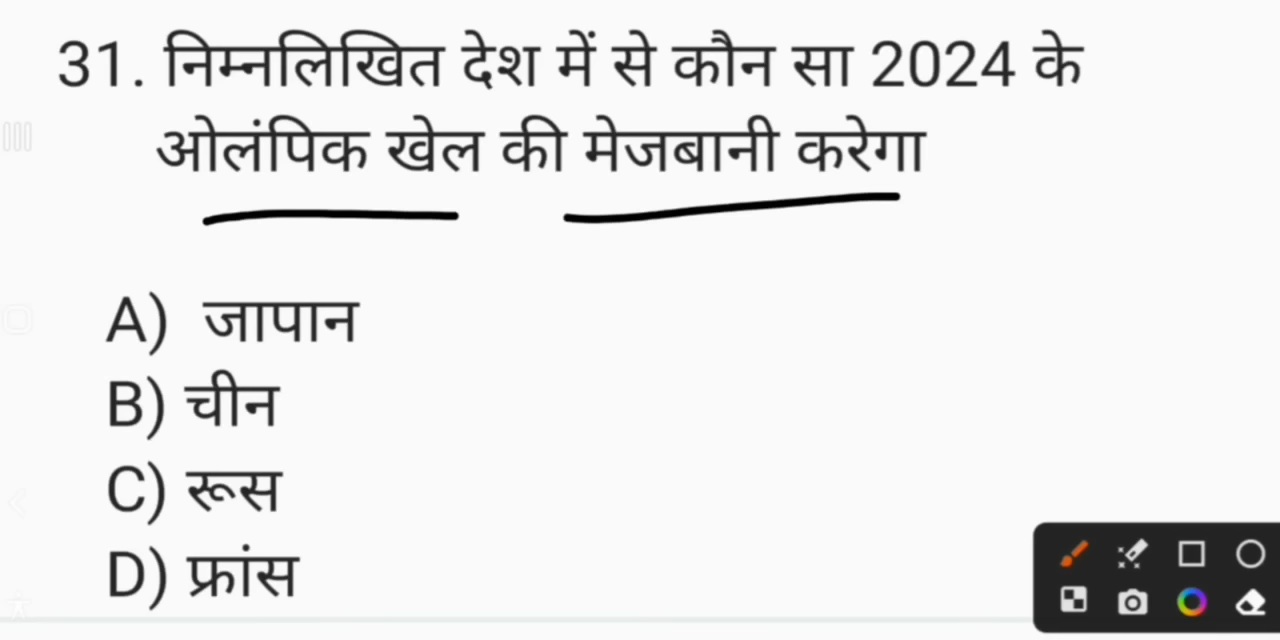 31. निम्नलिखित देश में से कौन सा 2024 के
ओलंपिक खेल की मेजबानी करेगा
A) जापान
B) चीन
C) रूस
D) फ्रांस